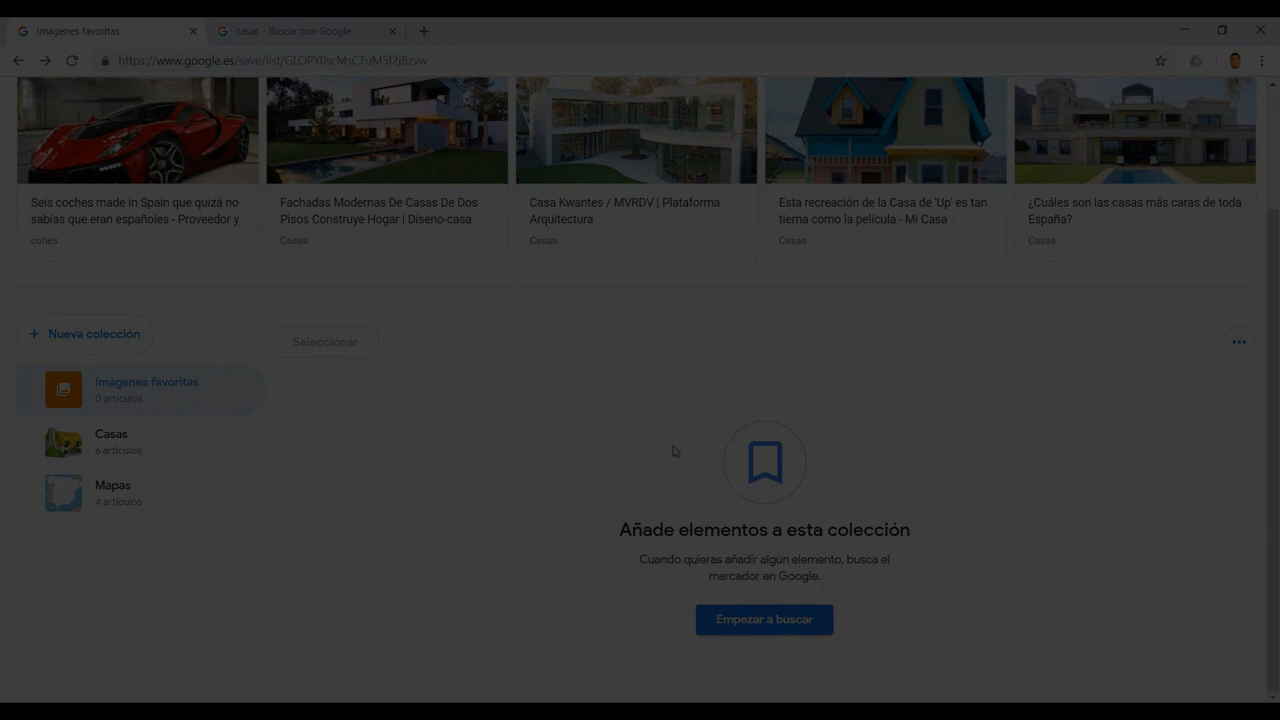 Imágenes favoritas
casas - Buscar con Google
https://www.google.es/save/list/GLOPY0scMsCTuM5f2jBzvw
Seis coches made in Spain que quizá no
sabías que eran españoles - Proveedor y
cohes
Fachadas Modernas De Casas De Dos
Pisos Construye Hogar | Diseno-casa
Casas
Casa Kwantes / MVRDV | Plataforma
Arquitectura
Casas
Esta recreación de la Casa de 'Up' es tan
tierna como la película - Mi Casa
Casas
¿Cuáles son las casas más caras de toda
España?
Casas
+ Nueva colección
Seleccionar
Imágenes favoritas
0 artículos
Casas
6 artículos
Mapas
4 artículos
Añade elementos a esta colección
Cuando quieras añadir algún elemento, busca el
marcador en Google.
Empezar a buscar